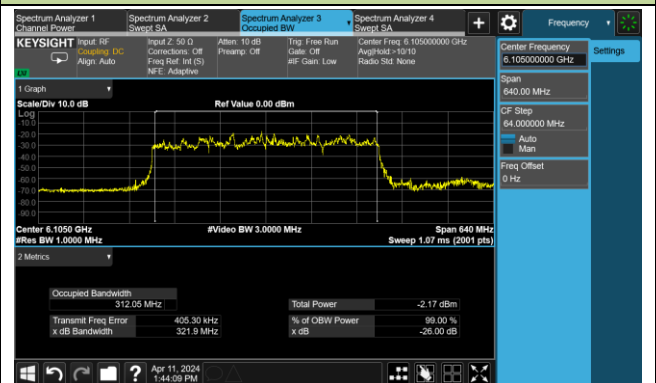 Spectrum Analyzer 1
Channel Power
Spectrum Analyzer 2
Swept SA
Spectrum Analyzer 3
Occupied BW
Spectrum Analyzer 4
Swept SA
+
Frequency
KEYSIGHT
Input: RF
Coupling: DC
Align: Auto
Input Z: 50 Ω
Corrections: Off
Freq Ref: Int (S)
NFE: Adaptive
Atten: 10 dB
Preamp: Off
Trig: Free Run
Gate: Off
#IF Gain: Low
Center Freq: 6.105000000 GHz
Avg|Hold:>10/10
Radio Std: None
Center Frequency
6.105000000 GHz
Settings
Span
640.00 MHz
CF Step
64.000000 MHz
Auto
Man
Freq Offset
0 Hz
1 Graph
Scale/Div 10.0 dB
Ref Value 0.00 dBm
Log
-10.0
-20.0
-30.0
-40.0
-50.0
-60.0
-70.0
-80.0
-90.0
Center 6.1050 GHz
#Video BW 3.0000 MHz
Span 640 MHz
#Res BW 1.0000 MHz
Sweep 1.07 ms (2001 pts)
2 Metrics
Occupied Bandwidth
312.05 MHz
Total Power -2.17 dBm
Transmit Freq Error 405.30 kHz
% of OBW Power 99.00 %
x dB Bandwidth 321.9 MHz
x dB -26.00 dB
?
Apr 11, 2024
1:44:09 PM